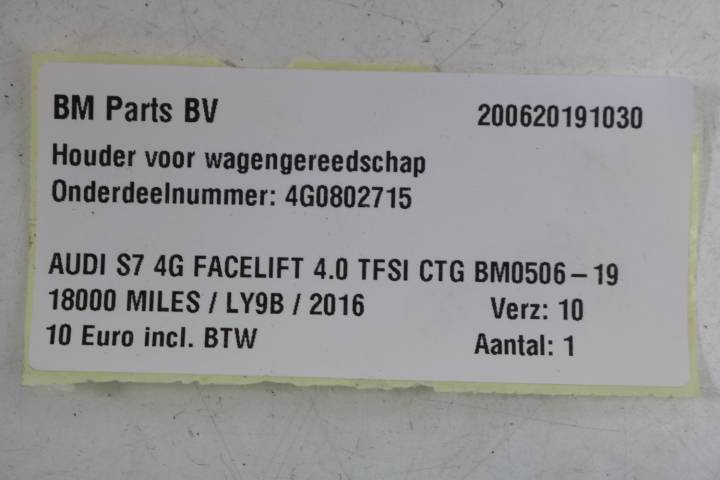 BM Parts BV 200620191030
Houder voor wagengereedschap
Onderdeelnummer: 4G0802715
AUDI S7 4G FACELIFT 4.0 TFSI CTG BM0506-19
18000 MILES / LY9B / 2016 Verz: 10
10 Euro incl. BTW Aantal: 1